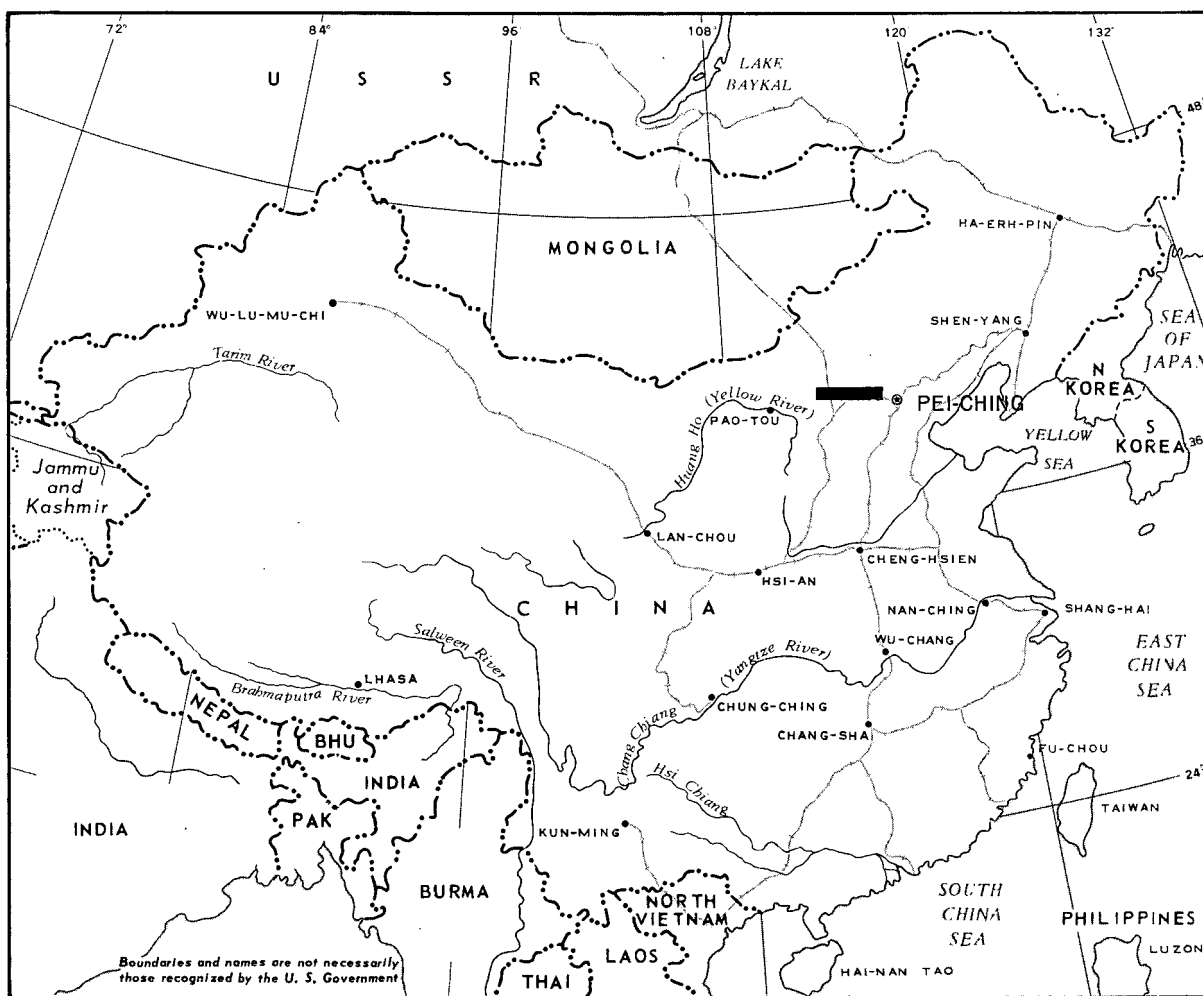 72°
84°
96°
108°
120
132°
LAKE
BAYKAL
U S S R
48°
MONGOLIA
HA-ERH-PIN
WU-LU-MU-CHI
SHEN-YANG
SEA
OF
JAPAN
Tarim River
N
KOREA
PEI-CHING
Huang Ho (Yellow River)
PAO-TOU
S
KOREA
YELLOW
SEA
36
Jammu
and
Kashmir
LAN-CHOU
CHENG-HSIEN
HSI-AN
CHINA
NAN-CHING
SHANG-HAI
Salween River
WU-CHANG
EAST
CHINA
SEA
LHASA
Brahmaputra River
Chang Chiang (Yangtze River)
CHUNG-CHING
NEPAL
BHU
CHANG-SHA
FU-CHOU
INDIA
Hsi Chiang
24°
TAIWAN
INDIA
PAK
KUN-MING
BURMA
NORTH
VIETNAM
SOUTH
CHINA
SEA
PHILIPPINES
LUZON
LAOS
THAI
HAI-NAN TAO
Boundaries and names are not necessarily
those recognized by the U. S. Government